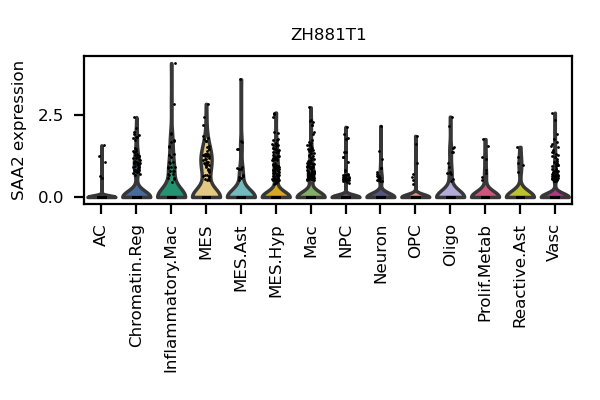 ZH881T1
SAA2 expression
2.5
0.0
AC
Chromatin.Reg
Inflammatory.Mac
MES
MES.Ast
MES.Hyp
Mac
NPC
Neuron
OPC
Oligo
Prolif.Metab
Reactive.Ast
Vasc